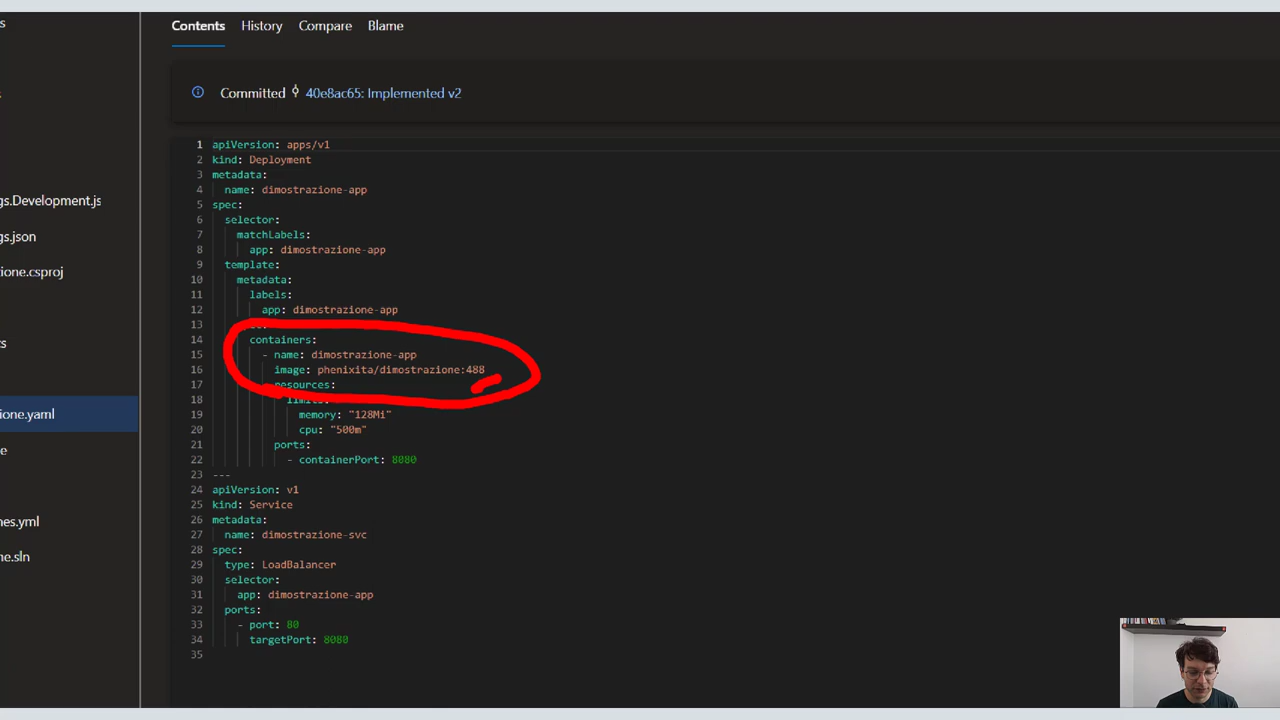 s
Contents History Compare Blame
Committed 40e8ac65: Implemented v2
1 apiVersion: apps/v1
2 kind: Deployment
3 metadata:
4 name: dimostrazione-app
5 spec:
6 selector:
7 matchLabels:
8 app: dimostrazione-app
9 template:
10 metadata:
11 labels:
12 app: dimostrazione-app
13
14 containers:
15 - name: dimostrazione-app
16 image: phenixita/dimostrazione:488
17 resources:
18 limits:
19 memory: "128Mi"
20 cpu: "500m"
21 ports:
22 - containerPort: 8080
23 ---
24 apiVersion: v1
25 kind: Service
26 metadata:
27 name: dimostrazione-svc
28 spec:
29 type: LoadBalancer
30 selector:
31 app: dimostrazione-app
32 ports:
33 - port: 80
34 targetPort: 8080
35
gs.Development.js
gs.json
ione.csproj
cs
ione.yaml
e
nes.yml
ne.sln